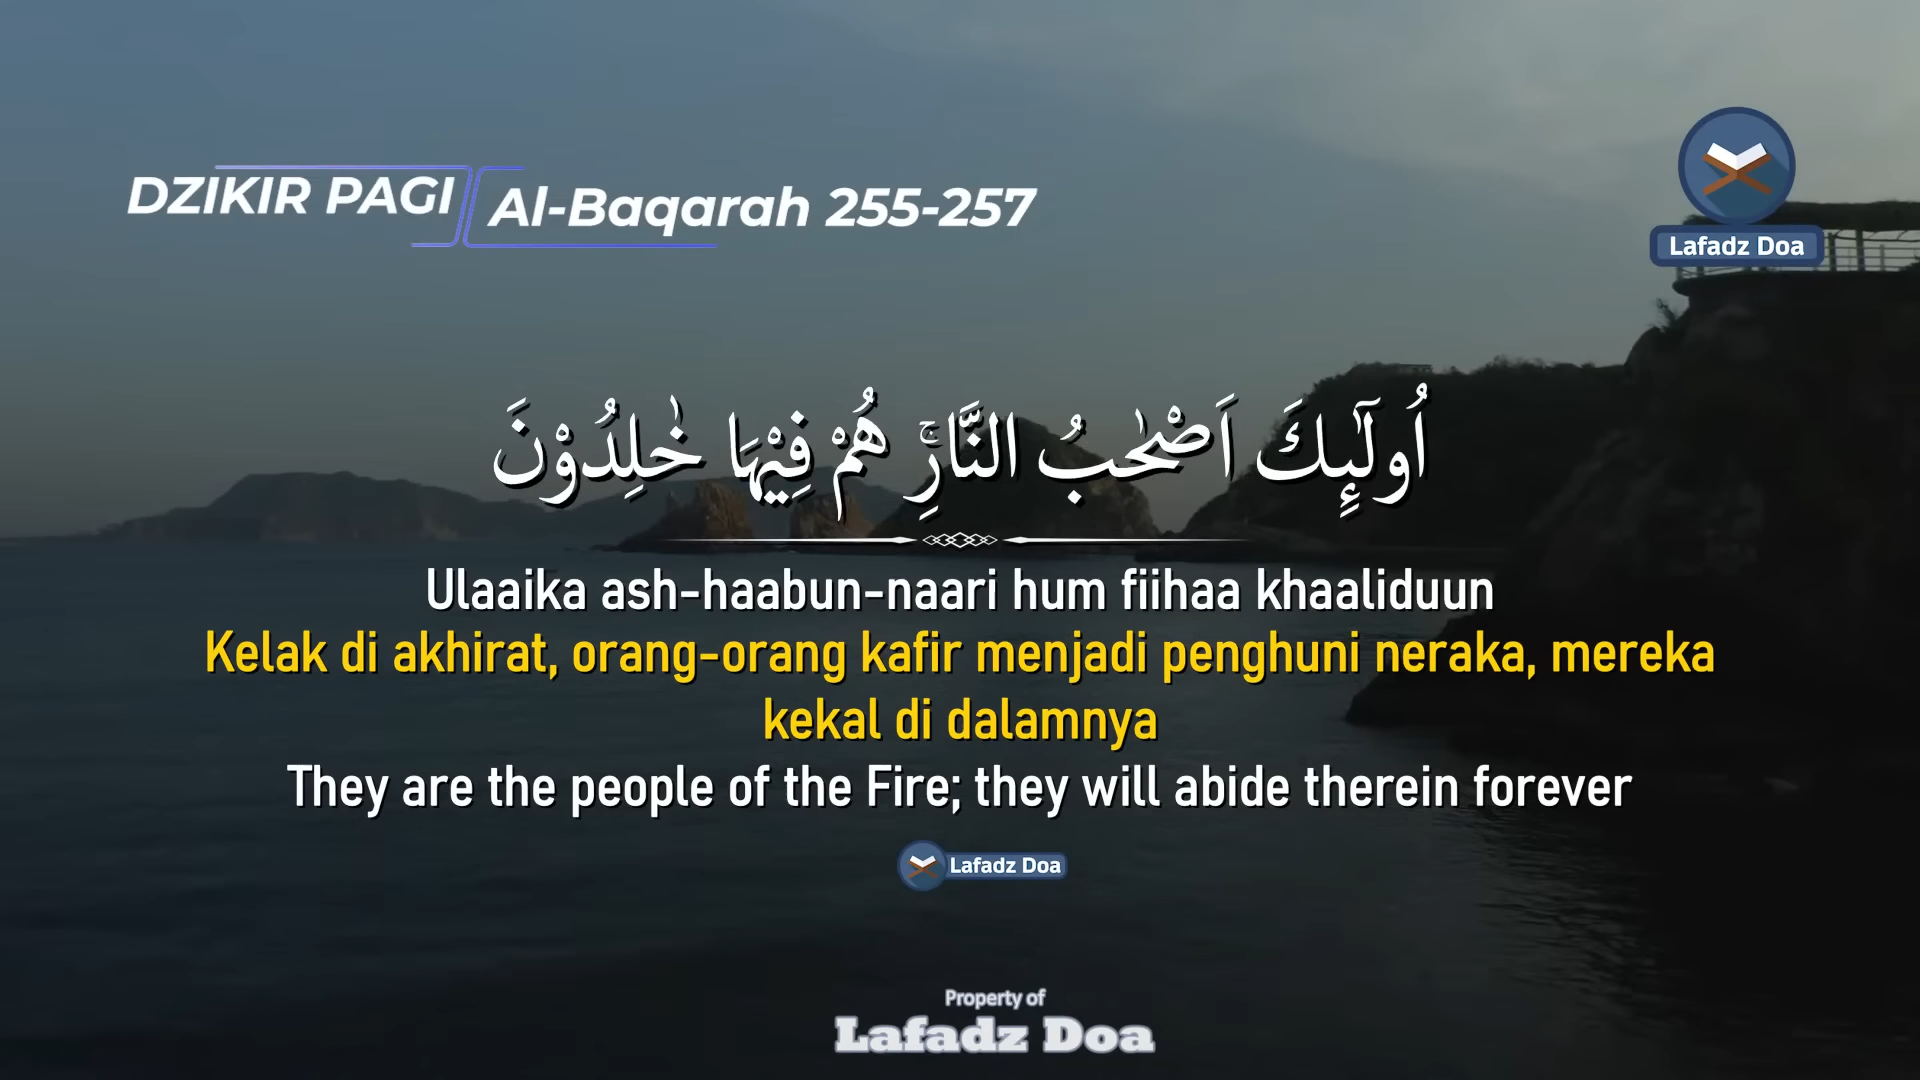 DZIKIR PAGI
Al-Baqarah 255-257
Lafadz Doa
اُولٰۤىِٕكَ اَصْحٰبُ النَّارِۚ هُمْ فِيْهَا خٰلِدُوْنَ
Ulaaika ash-haabun-naari hum fiihaa khaaliduun
Kelak di akhirat, orang-orang kafir menjadi penghuni neraka, mereka
kekal di dalamnya
They are the people of the Fire; they will abide therein forever
Lafadz Doa
Property of
Lafadz Doa